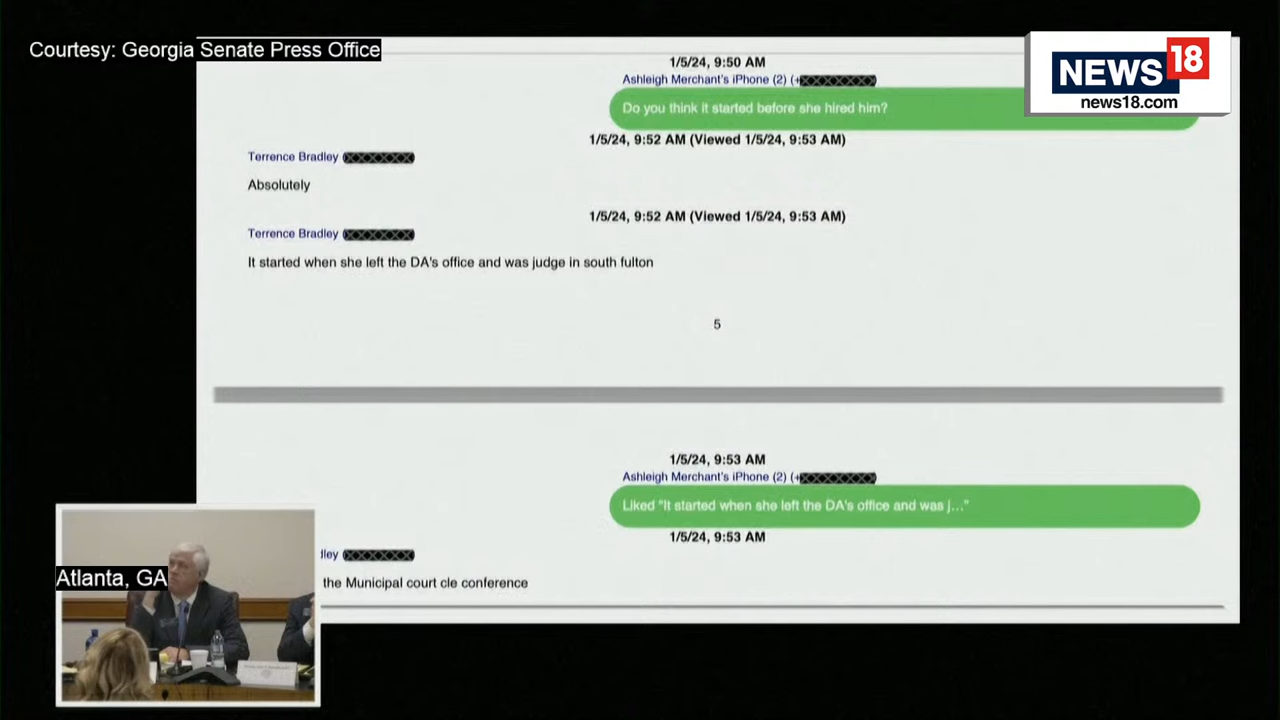 Courtesy: Georgia Senate Press Office
NEWS 18
news18.com
1/5/24, 9:50 AM
Ashleigh Merchant's iPhone (2) (+
Do you think it started before she hired him?
1/5/24, 9:52 AM (Viewed 1/5/24, 9:53 AM)
Terrence Bradley
Absolutely
1/5/24, 9:52 AM (Viewed 1/5/24, 9:53 AM)
Terrence Bradley
It started when she left the DA's office and was judge in south fulton
5
1/5/24, 9:53 AM
Ashleigh Merchant's iPhone (2) (+
Liked "It started when she left the DA's office and was j..."
1/5/24, 9:53 AM
dley
the Municipal court cle conference
Atlanta, GA